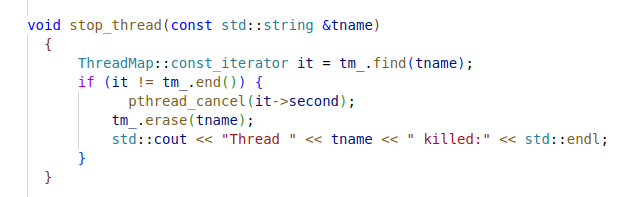 void stop_thread(const std::string &tname)
{
ThreadMap::const_iterator it = tm_.find(tname);
if (it != tm_.end()) {
pthread_cancel(it->second);
tm_.erase(tname);
std::cout << "Thread " << tname << " killed:" << std::endl;
}
}